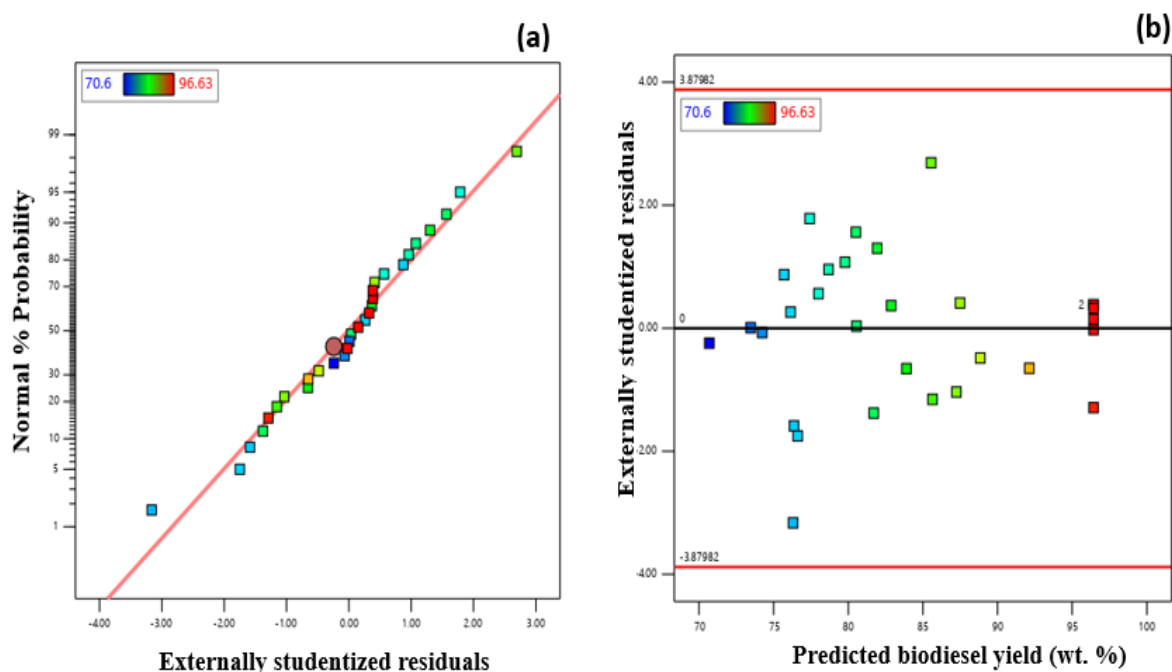 (a)
70.6 96.63
Normal % Probability
99
95
90
80
70
50
30
20
10
5
1
-4.00 -3.00 -2.00 -1.00 0.00 1.00 2.00 3.00
Externally studentized residuals
(b)
Externally studentized residuals
4.00
3.87982
70.6 96.63
2.00
2
0.00
0
-2.00
-3.87982
-4.00
70 75 80 85 90 95 100
Predicted biodiesel yield (wt. %)